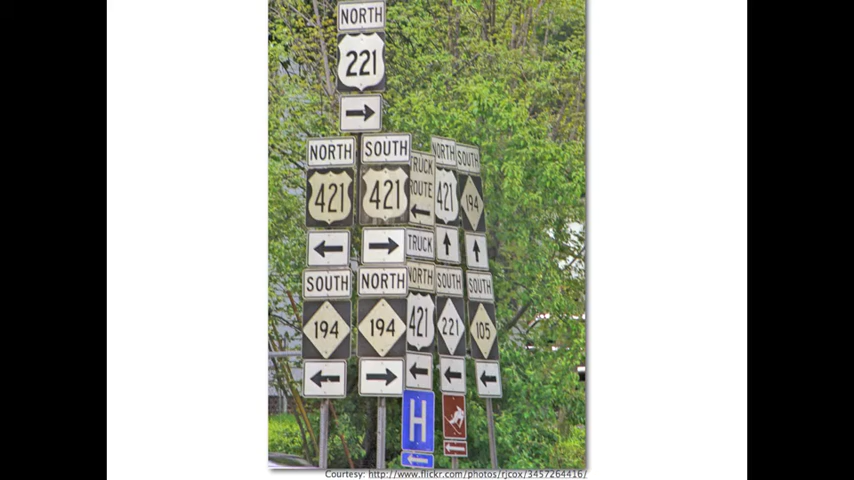 NORTH
221
NORTH
421
SOUTH
421
TRUCK
ROUTE
NORTH
421
SOUTH
194
TRUCK
SOUTH
194
NORTH
194
NORTH
421
SOUTH
221
SOUTH
105
H
Courtesy: http://www.flickr.com/photos/rjcox/3457264416/